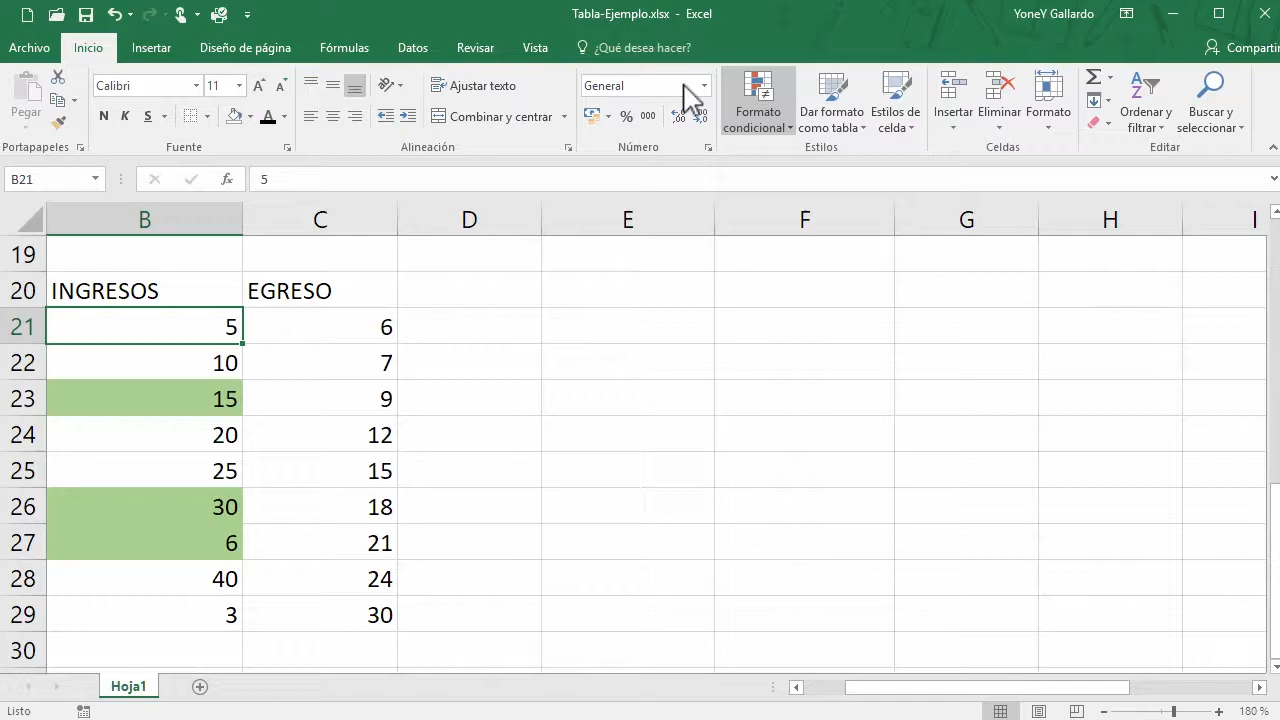 Tabla-Ejemplo.xlsx - Excel
YoneY Gallardo
Archivo Inicio Insertar Diseño de página Fórmulas Datos Revisar Vista ¿Qué desea hacer? Compartir
Pegar
Portapapeles
Calibri 11
N K S
Fuente
Ajustar texto
Combinar y centrar
Alineación
General
% 000
Número
Formato condicional
Dar formato como tabla
Estilos de celda
Estilos
Insertar Eliminar Formato
Celdas
Ordenar y filtrar
Buscar y seleccionar
Editar
B21 fx 5
B C D E F G H I
19
20 INGRESOS EGRESO
21 5 6
22 10 7
23 15 9
24 20 12
25 25 15
26 30 18
27 6 21
28 40 24
29 3 30
30
Hoja1
Listo 180 %